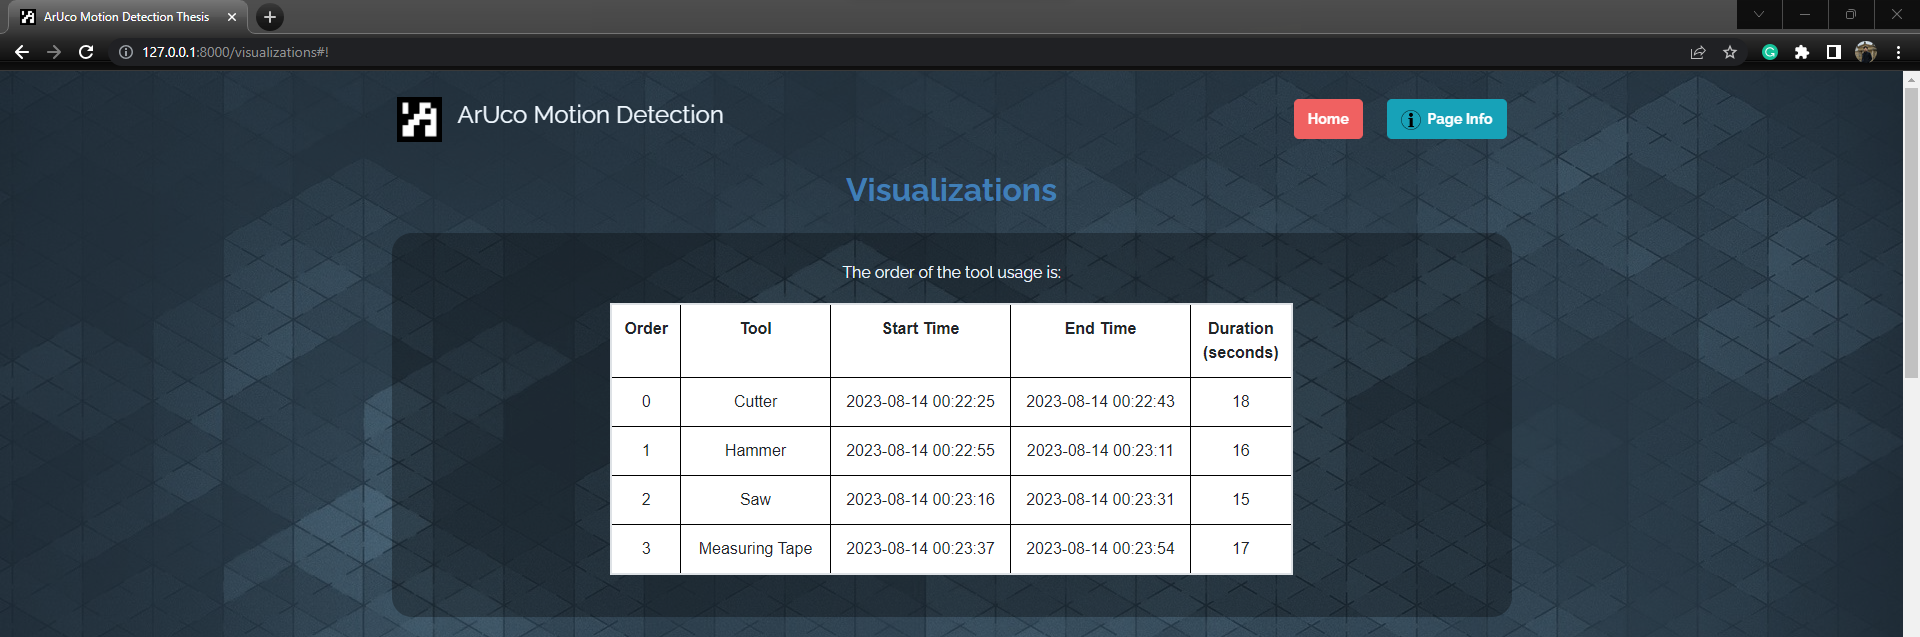 ArUco Motion Detection Thesis
127.0.0.1:8000/visualizations#!
ArUco Motion Detection
Home
Page Info
Visualizations
The order of the tool usage is:
Order Tool Start Time End Time Duration (seconds)
0 Cutter 2023-08-14 00:22:25 2023-08-14 00:22:43 18
1 Hammer 2023-08-14 00:22:55 2023-08-14 00:23:11 16
2 Saw 2023-08-14 00:23:16 2023-08-14 00:23:31 15
3 Measuring Tape 2023-08-14 00:23:37 2023-08-14 00:23:54 17